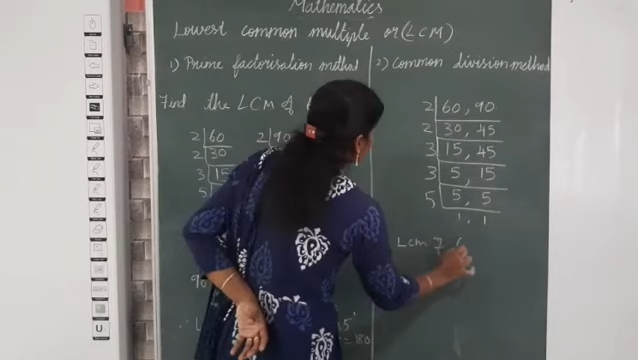 Mathematics
Lowest common multiple or (LCM)
1) Prime factorisation method
Find the LCM of
2 60
2 30
3 15
5
2 90
90
5
= 180
2) Common division method
2 60, 90
2 30, 45
3 15, 45
3 5, 15
5 5, 5
1, 1
Lcm
U